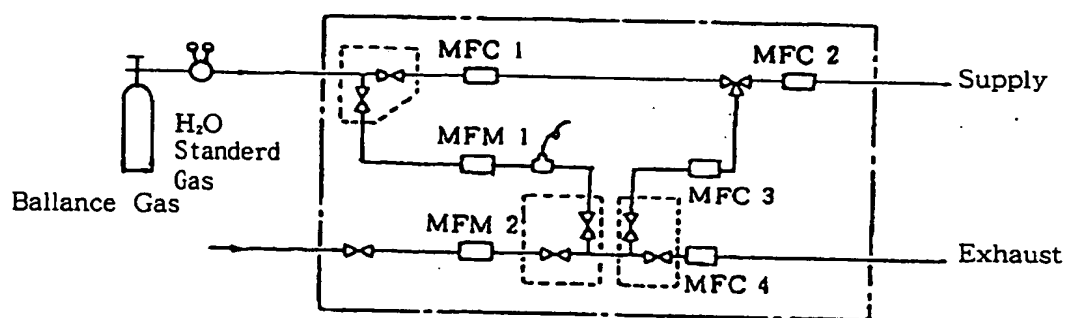 MFC 1
MFC 2
Supply
H₂O
Standerd
Gas
MFM 1
MFC 3
Ballance Gas
MFM 2
Exhaust
MFC 4